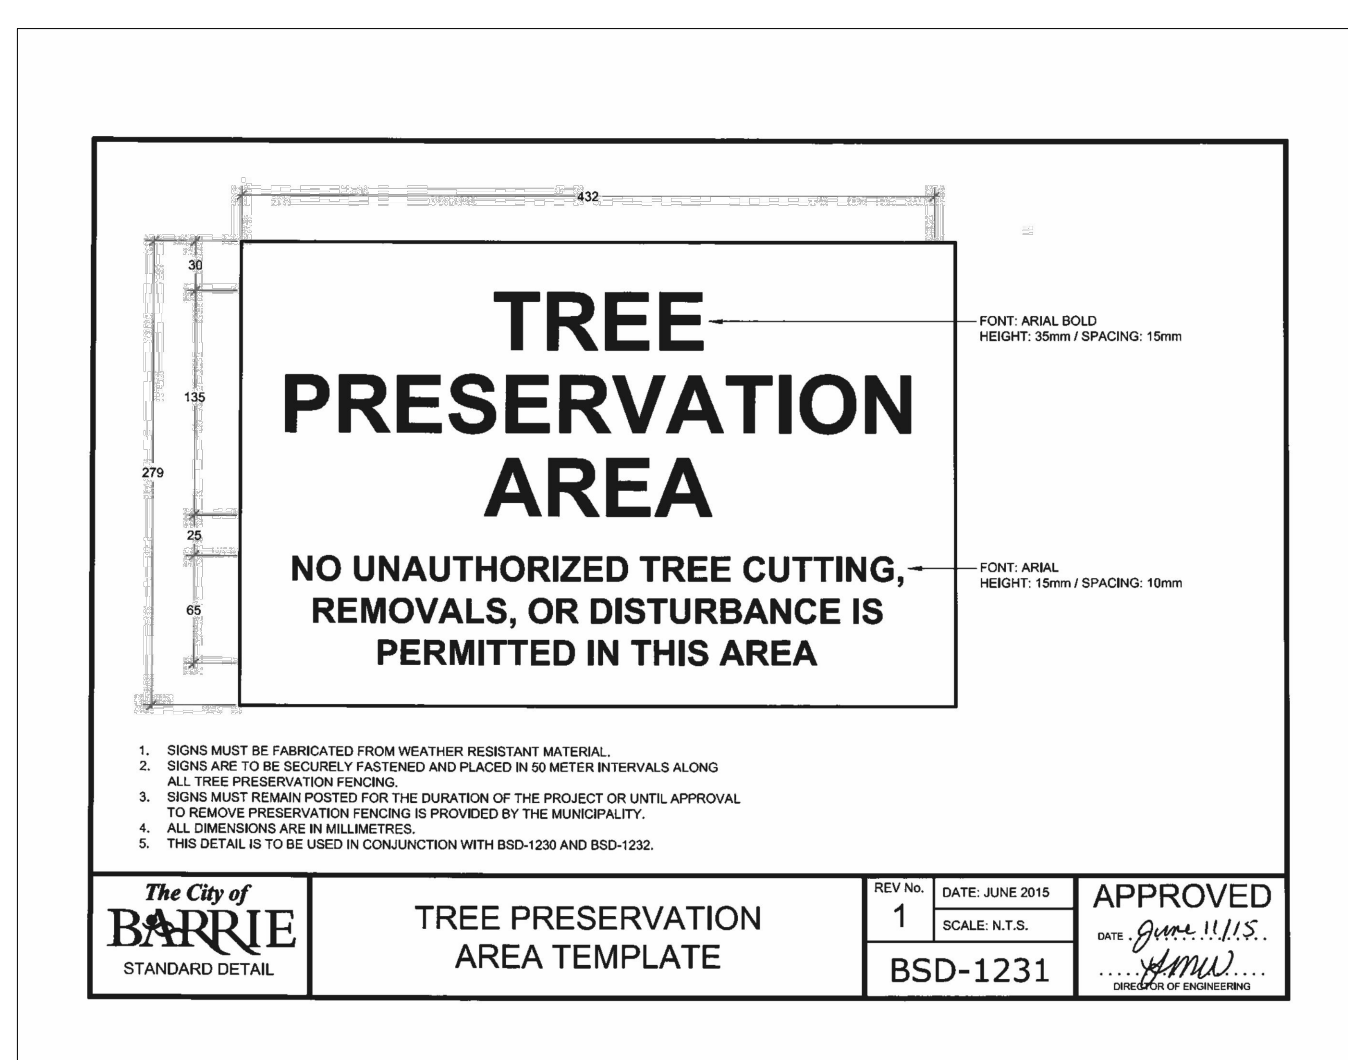 432
30
TREE
FONT: ARIAL BOLD
HEIGHT: 35mm / SPACING: 15mm
135
PRESERVATION
279
AREA
25
NO UNAUTHORIZED TREE CUTTING,
FONT: ARIAL
HEIGHT: 15mm / SPACING: 10mm
65
REMOVALS, OR DISTURBANCE IS
PERMITTED IN THIS AREA
1. SIGNS MUST BE FABRICATED FROM WEATHER RESISTANT MATERIAL.
2. SIGNS ARE TO BE SECURELY FASTENED AND PLACED IN 50 METER INTERVALS ALONG
ALL TREE PRESERVATION FENCING.
3. SIGNS MUST REMAIN POSTED FOR THE DURATION OF THE PROJECT OR UNTIL APPROVAL
TO REMOVE PRESERVATION FENCING IS PROVIDED BY THE MUNICIPALITY.
4. ALL DIMENSIONS ARE IN MILLIMETRES.
5. THIS DETAIL IS TO BE USED IN CONJUNCTION WITH BSD-1230 AND BSD-1232.
The City of
BARRIE
STANDARD DETAIL
TREE PRESERVATION
AREA TEMPLATE
REV No.
1
DATE: JUNE 2015
SCALE: N.T.S.
BSD-1231
APPROVED
DATE June 11/15
DIRECTOR OF ENGINEERING